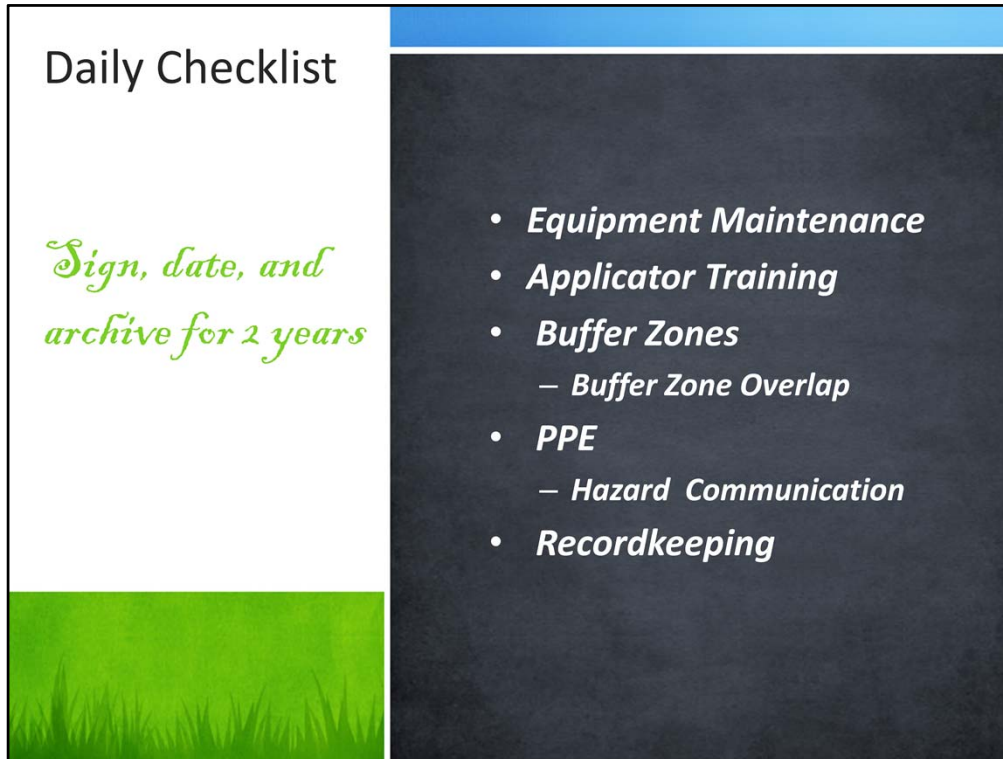 Daily Checklist
Sign, date, and
archive for 2 years
• Equipment Maintenance
• Applicator Training
• Buffer Zones
– Buffer Zone Overlap
• PPE
– Hazard Communication
• Recordkeeping